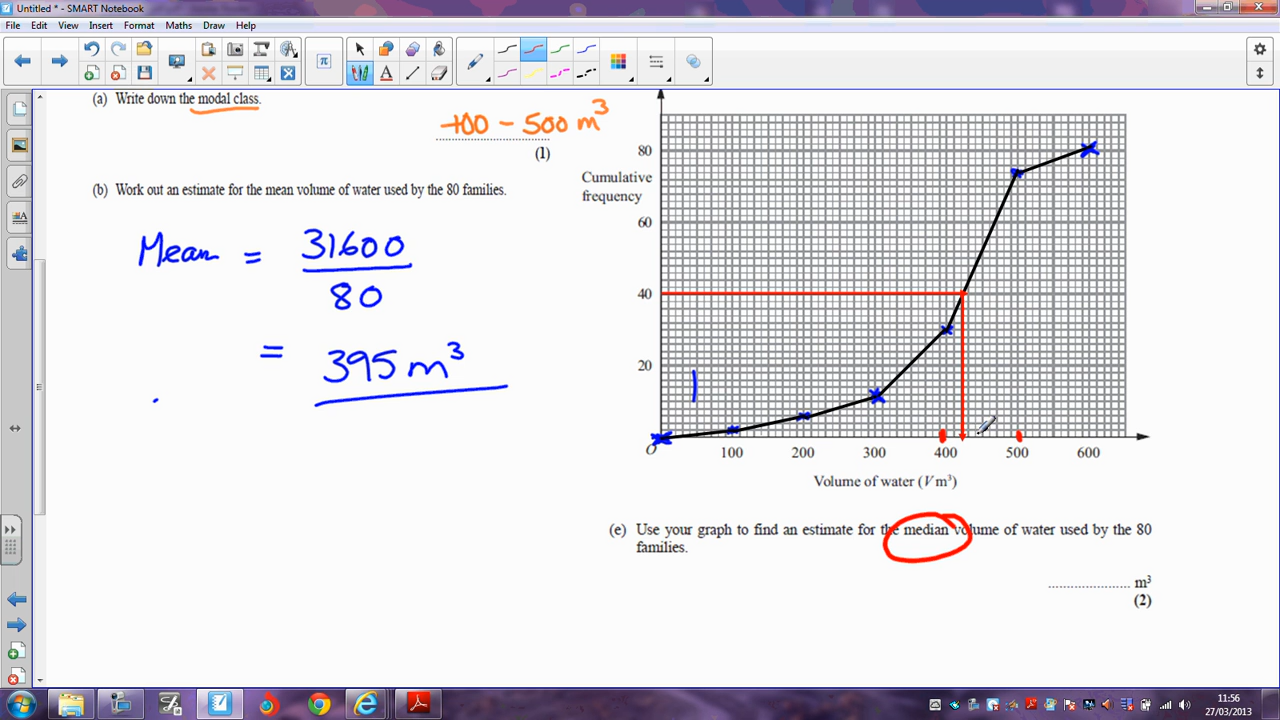 Untitled * - SMART Notebook
File Edit View Insert Format Maths Draw Help
(a) Write down the modal class.
400 - 500 m³
(1)
(b) Work out an estimate for the mean volume of water used by the 80 families.
Mean = 31600
80
= 395 m³
80
Cumulative
frequency
60
40
20
O
100 200 300 400 500 600
Volume of water (V m³)
(e) Use your graph to find an estimate for the median volume of water used by the 80
families.
.................... m³
(2)
11:56
27/03/2013